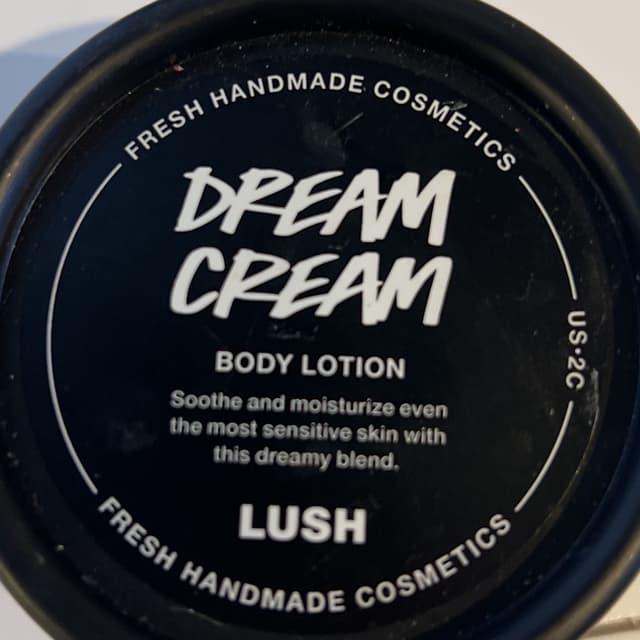 FRESH HANDMADE COSMETICS
DREAM
CREAM
BODY LOTION
Soothe and moisturize even
the most sensitive skin with
this dreamy blend.
LUSH
US·2C
FRESH HANDMADE COSMETICS